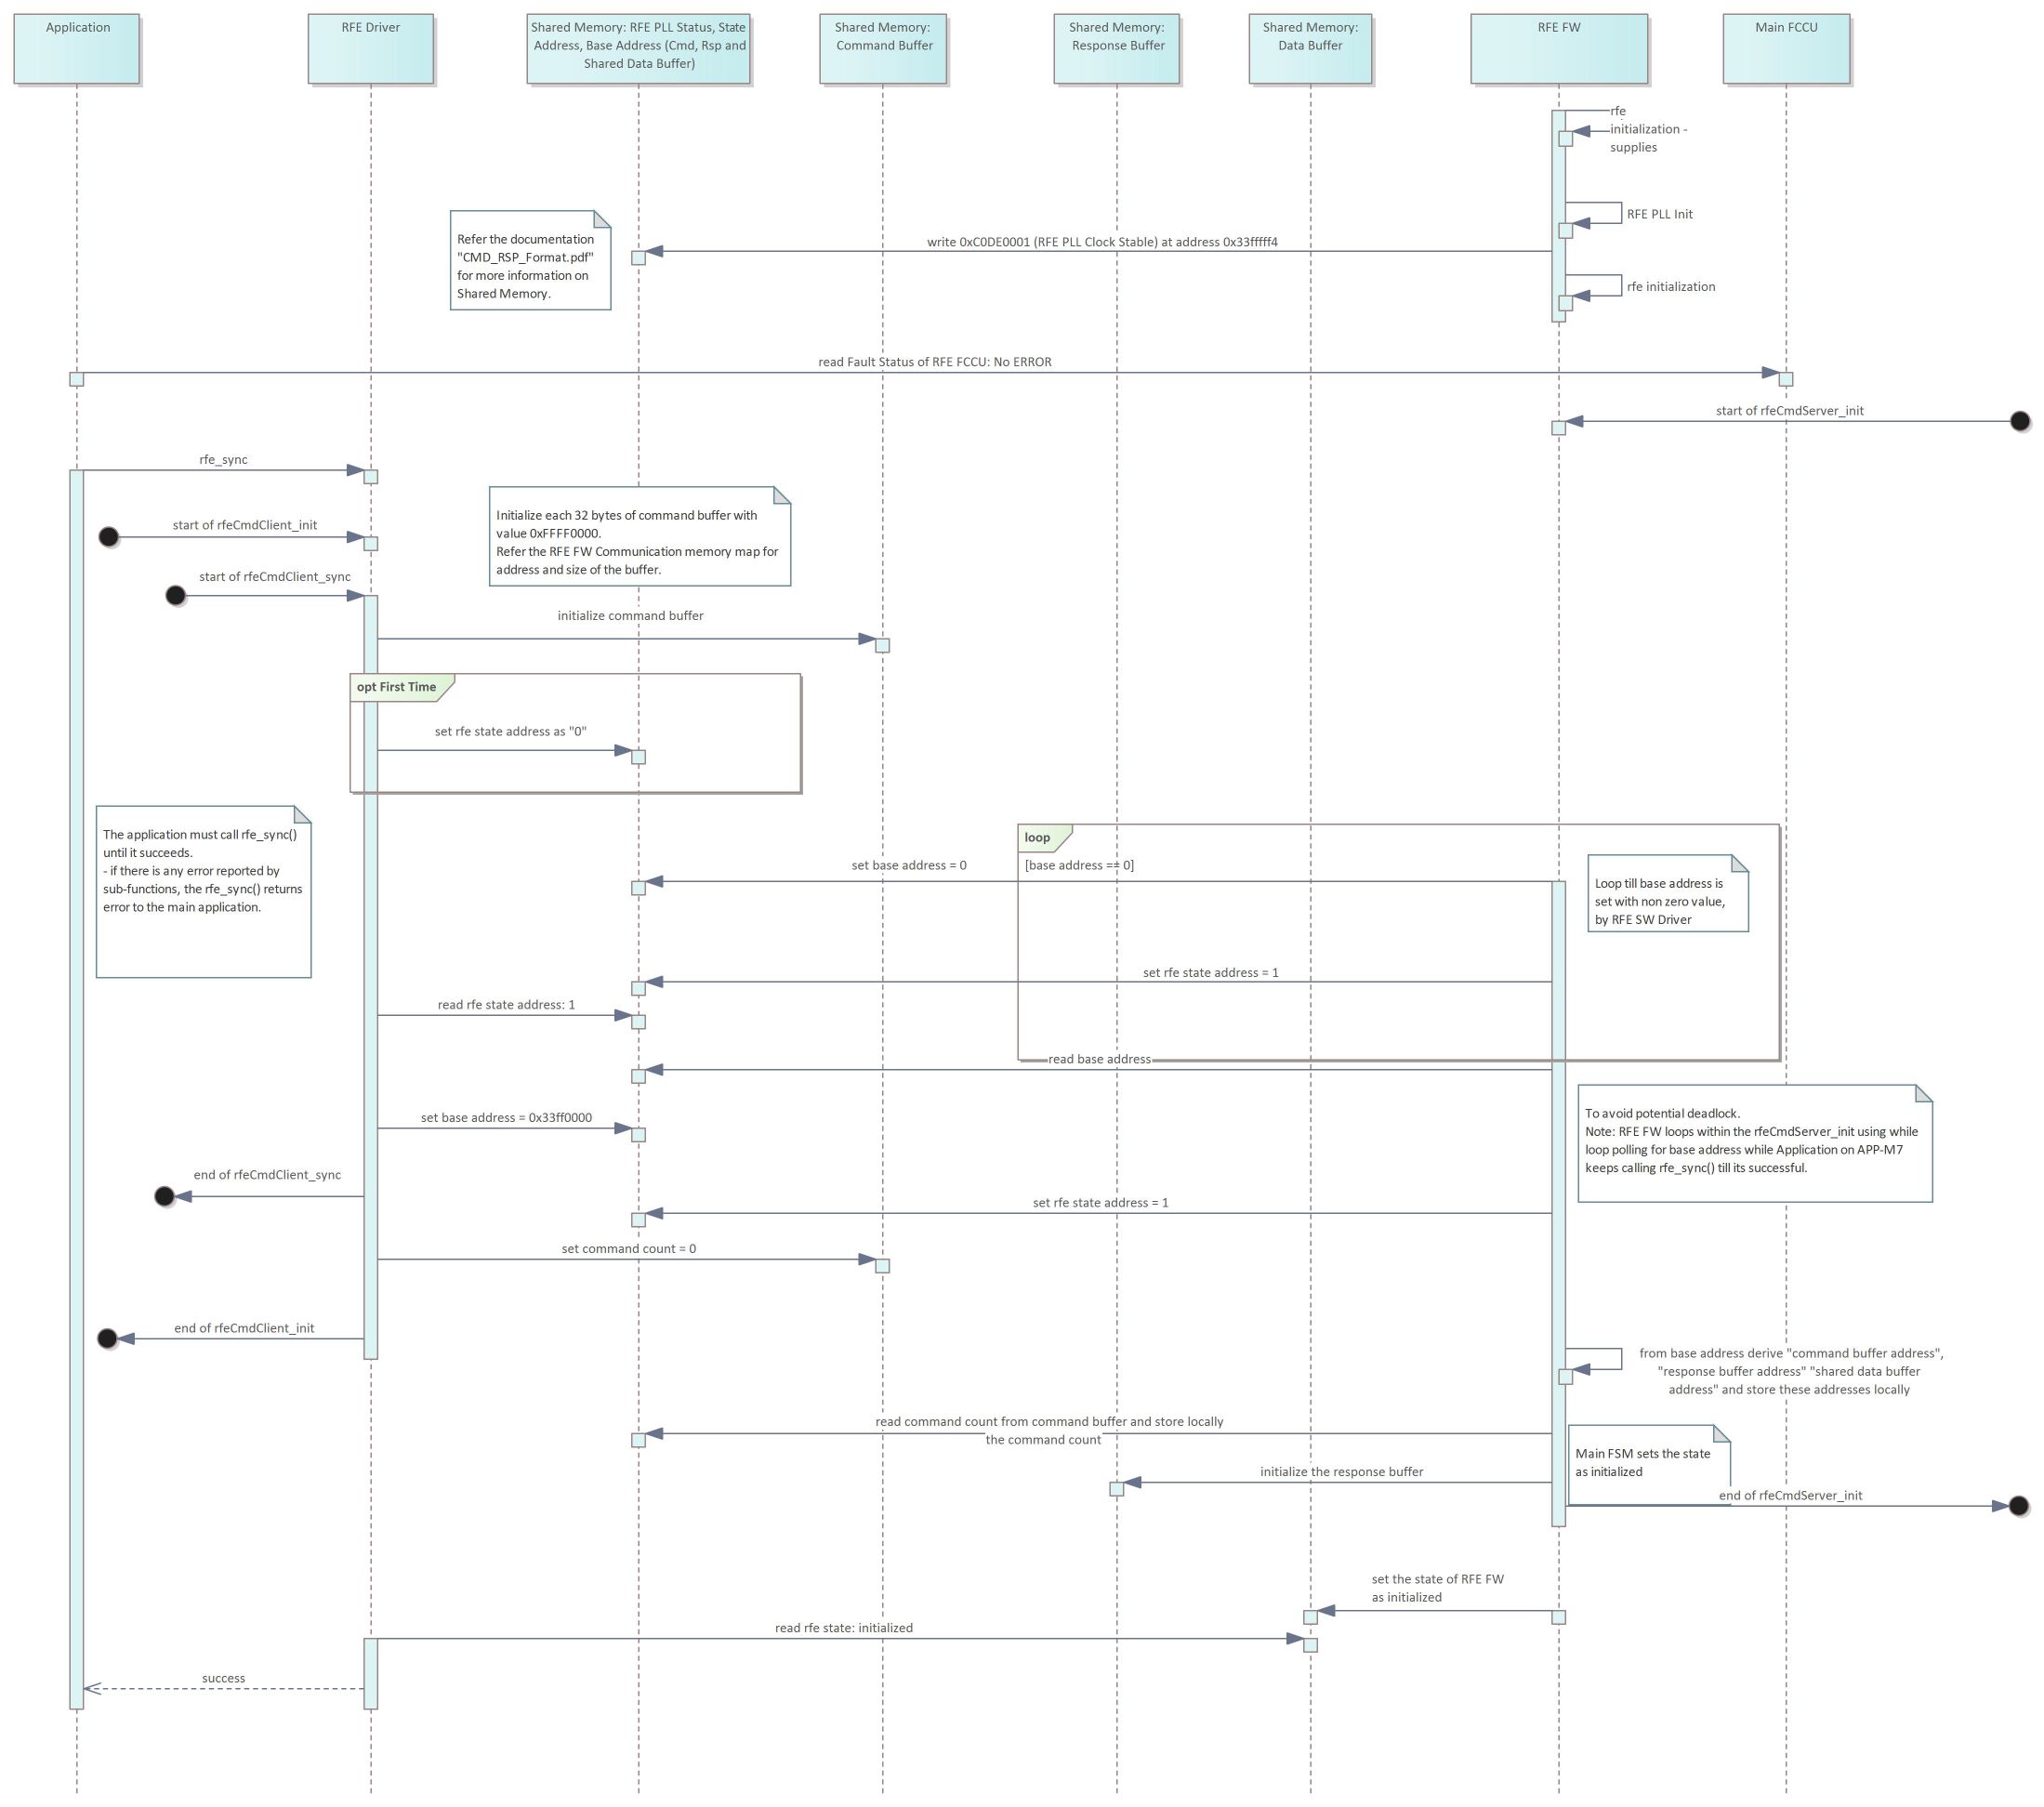 Application
RFE Driver
Shared Memory: RFE PLL Status, State
Address, Base Address (Cmd, Rsp and
Shared Data Buffer)
Shared Memory:
Command Buffer
Shared Memory:
Response Buffer
Shared Memory:
Data Buffer
RFE FW
Main FCCU
rfe
initialization -
supplies
RFE PLL Init
Refer the documentation
"CMD_RSP_Format.pdf"
for more information on
Shared Memory.
write 0xC0DE0001 (RFE PLL Clock Stable) at address 0x33fffff4
rfe initialization
read Fault Status of RFE FCCU: No ERROR
start of rfeCmdServer_init
rfe_sync
start of rfeCmdClient_init
Initialize each 32 bytes of command buffer with
value 0xFFFF0000.
Refer the RFE FW Communication memory map for
address and size of the buffer.
start of rfeCmdClient_sync
initialize command buffer
opt First Time
set rfe state address as "0"
The application must call rfe_sync()
until it succeeds.
- if there is any error reported by
sub-functions, the rfe_sync() returns
error to the main application.
loop
set base address = 0
[base address == 0]
Loop till base address is
set with non zero value,
by RFE SW Driver
set rfe state address = 1
read rfe state address: 1
read base address
set base address = 0x33ff0000
To avoid potential deadlock.
Note: RFE FW loops within the rfeCmdServer_init using while
loop polling for base address while Application on APP-M7
keeps calling rfe_sync() till its successful.
end of rfeCmdClient_sync
set rfe state address = 1
set command count = 0
end of rfeCmdClient_init
from base address derive "command buffer address",
"response buffer address" "shared data buffer
address" and store these addresses locally
read command count from command buffer and store locally
the command count
Main FSM sets the state
as initialized
initialize the response buffer
end of rfeCmdServer_init
set the state of RFE FW
as initialized
read rfe state: initialized
success